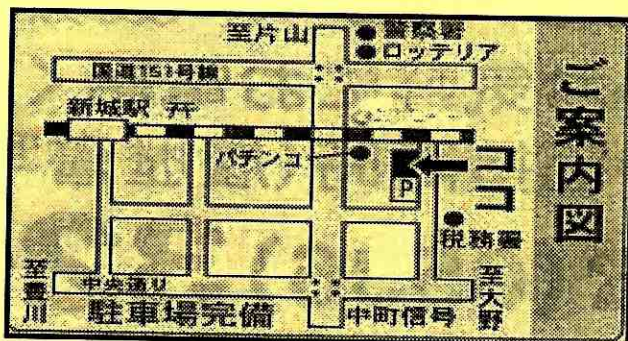 ご案内図
至片山
警察署
ロッテリア
国道151号線
新城駅
パチンコ
ココ
P
税務署
至豊川
中央通り
至大野
駐車場完備
中町信号